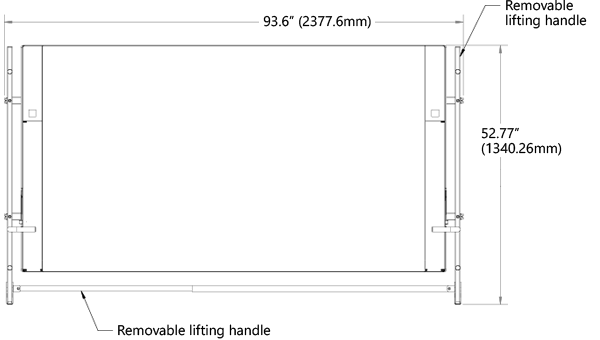 Removable
lifting handle
93.6” (2377.6mm)
52.77”
(1340.26mm)
Removable lifting handle